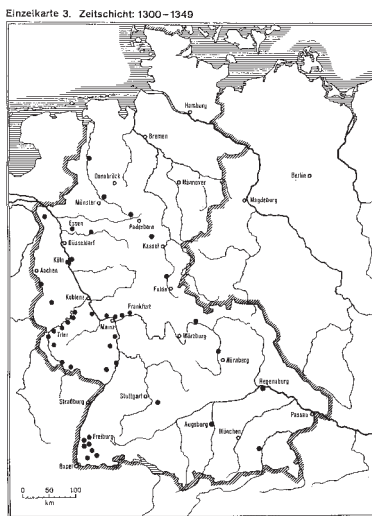 Einzelkarte 3. Zeitschicht: 1300–1349
Hamburg
Bremen
Osnabrück
Hannover
Berlin
Münster
Magdeburg
Paderborn
Essen
Düsseldorf
Kassel
Köln
Aachen
Fulda
Koblenz
Frankfurt
Mainz
Trier
Würzburg
Nürnberg
Regensburg
Straßburg
Stuttgart
Passau
Augsburg
München
Freiburg
Basel
0 50 100
km